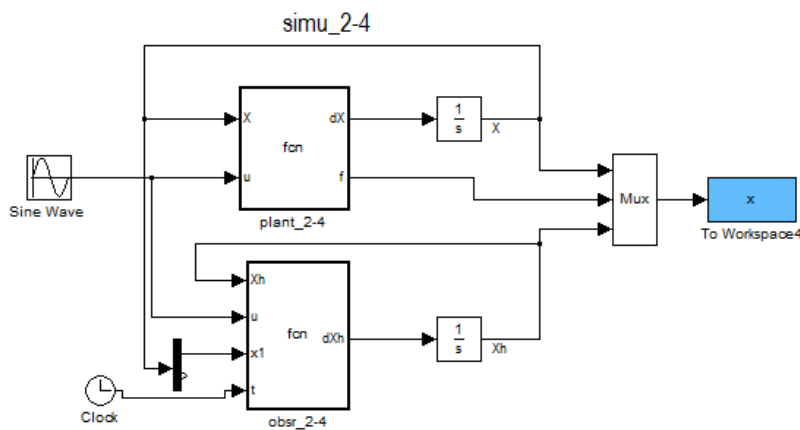 simu_2-4
X
dX
fcn
u
f
plant_2-4
1
s
X
Sine Wave
Mux
x
To Workspace4
Xh
u
fcn
dXh
x1
t
obsr_2-4
1
s
Xh
Clock